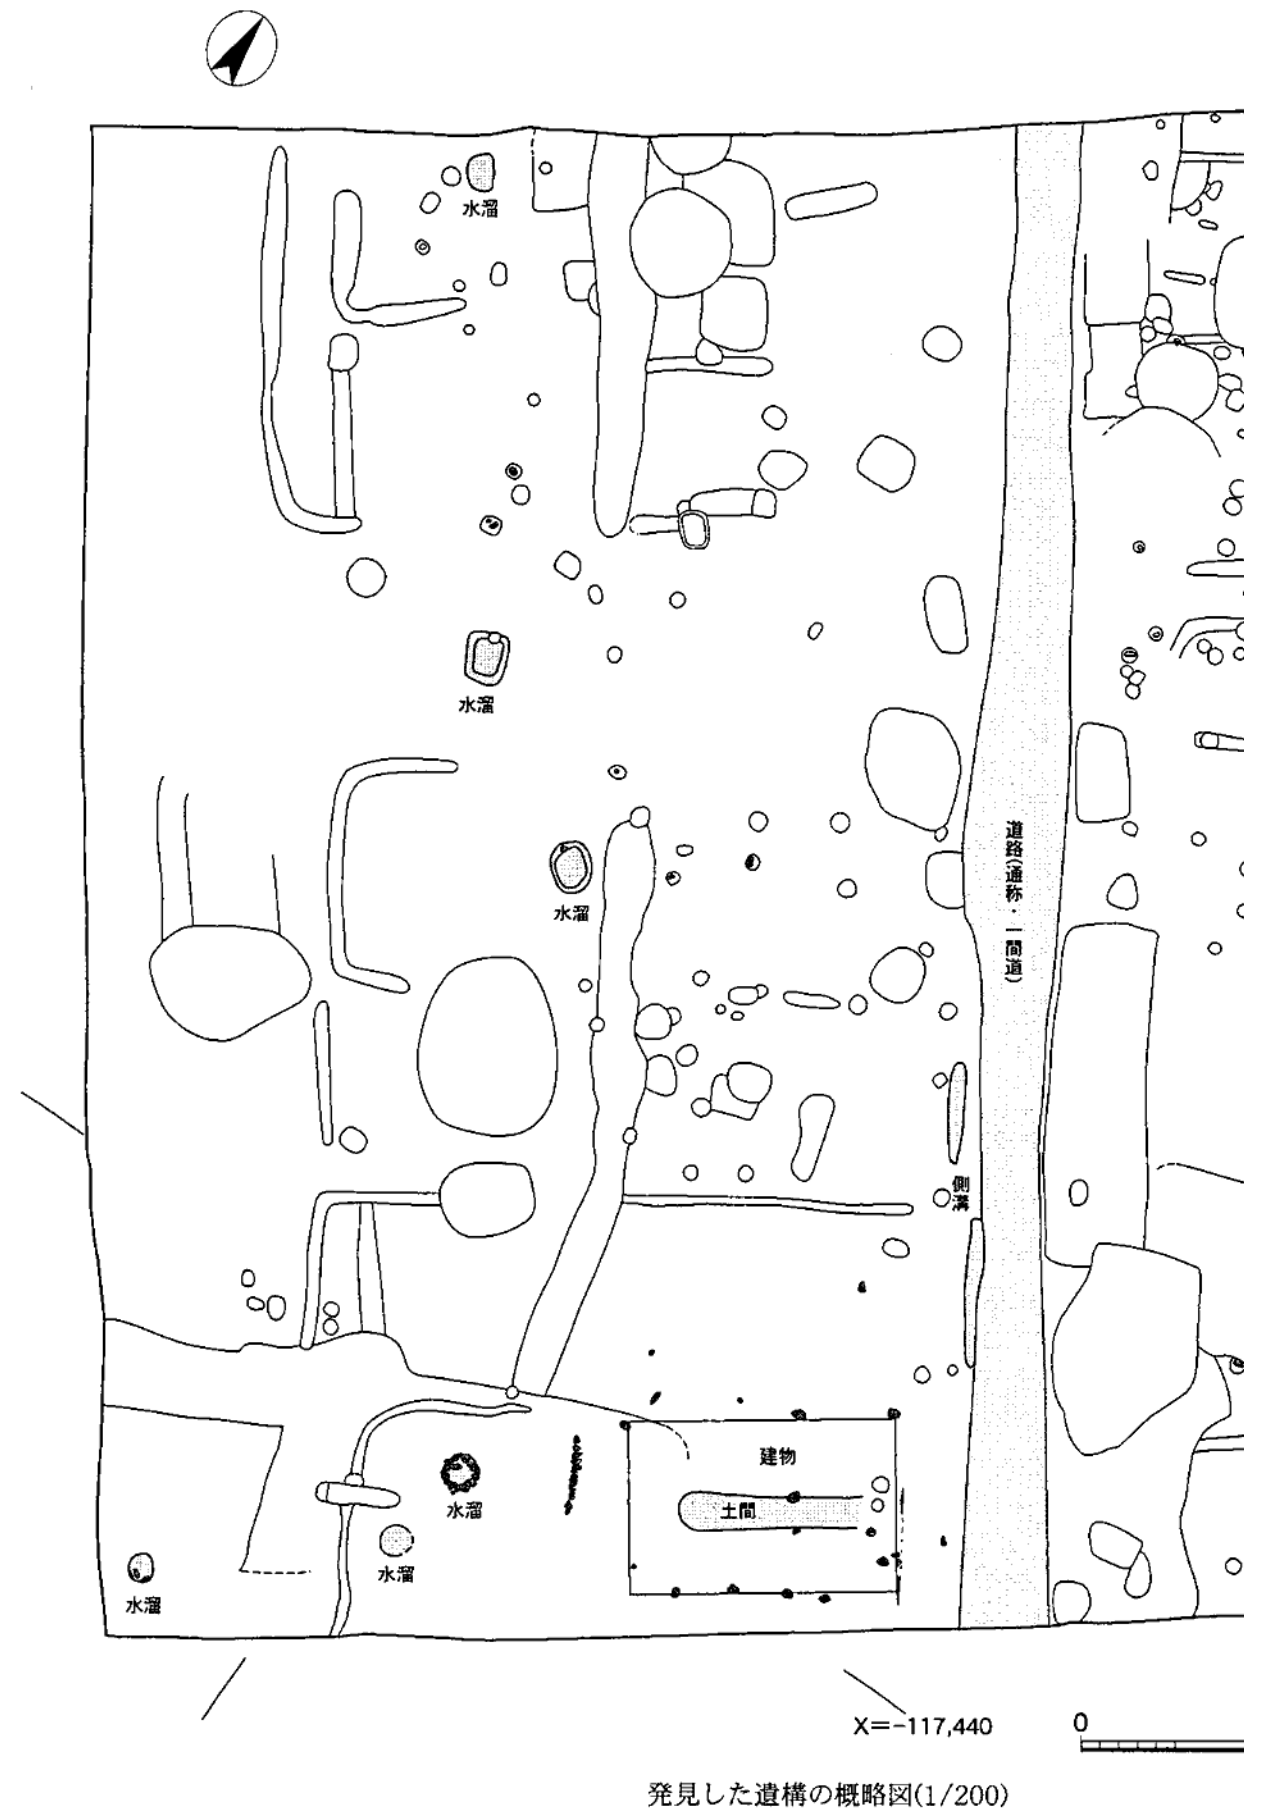 水溜
水溜
道路(通称・一間道)
水溜
側溝
建物
土間
水溜
水溜
水溜
X=-117,440
0
発見した遺構の概略図(1/200)